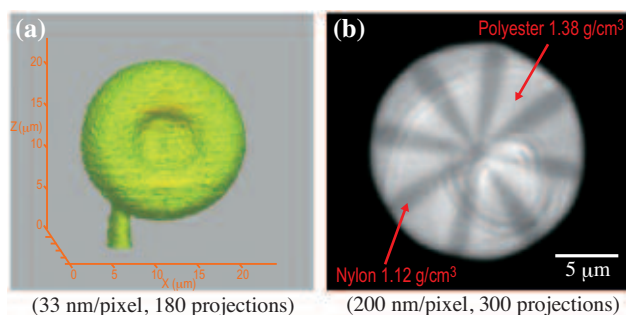 (a)
20
15
Z(μm)
10
5
0
0
5
10
15
20
X(μm)
(33 nm/pixel, 180 projections)
(b)
Polyester 1.38 g/cm³
Nylon 1.12 g/cm³
5 μm
(200 nm/pixel, 300 projections)